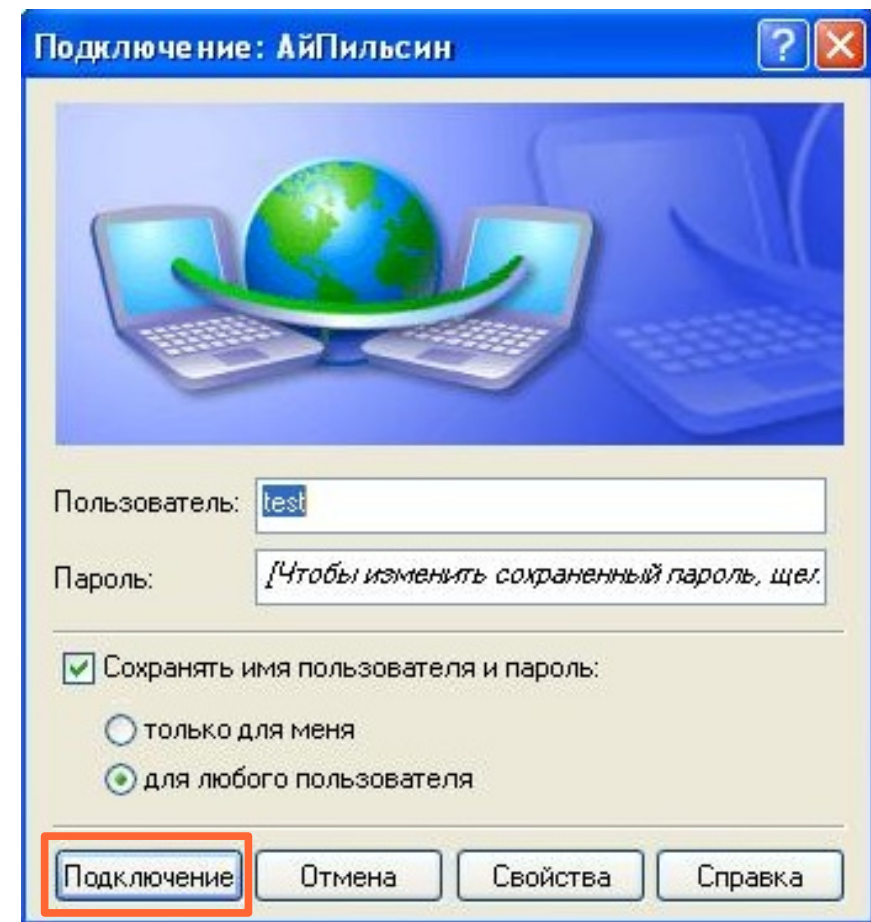 Подключение: АйПильсин
Пользователь: test
Пароль: [Чтобы изменить сохраненный пароль, щел
Сохранять имя пользователя и пароль:
только для меня
для любого пользователя
Подключение Отмена Свойства Справка